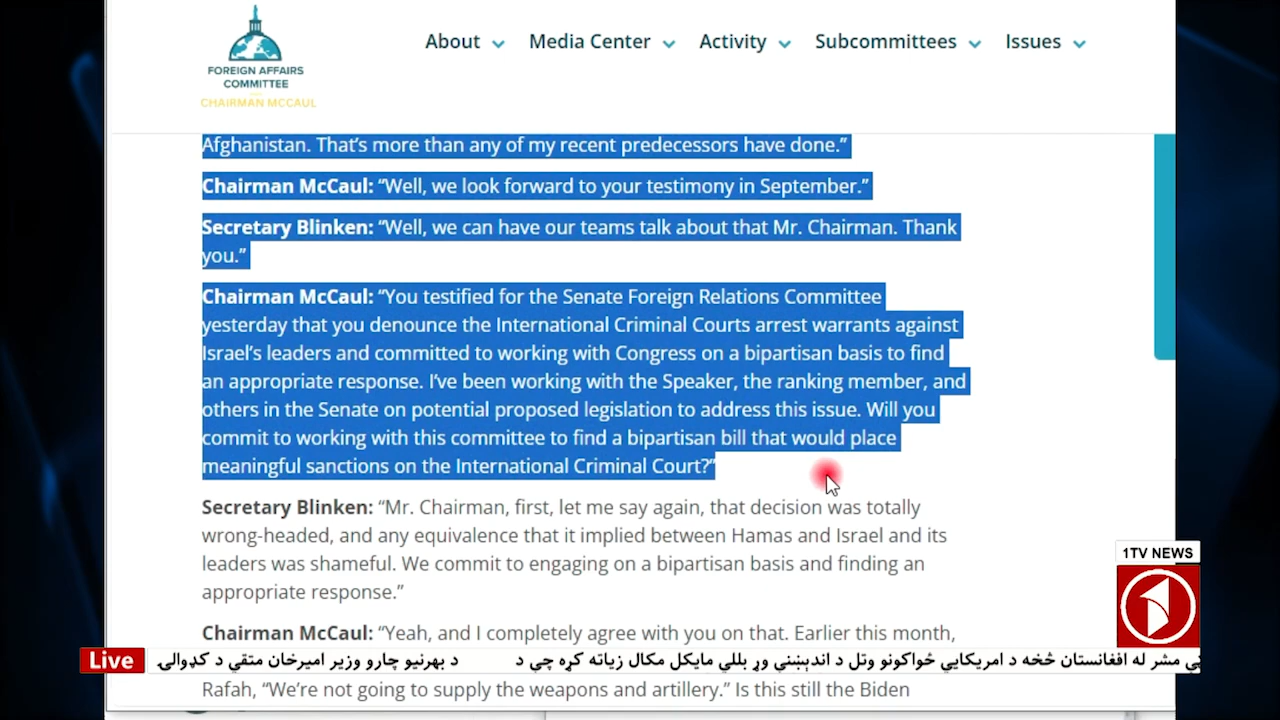 FOREIGN AFFAIRS
COMMITTEE
CHAIRMAN MCCAUL
About
Media Center
Activity
Subcommittees
Issues
Afghanistan. That’s more than any of my recent predecessors have done.”
Chairman McCaul: “Well, we look forward to your testimony in September.”
Secretary Blinken: “Well, we can have our teams talk about that Mr. Chairman. Thank
you.”
Chairman McCaul: “You testified for the Senate Foreign Relations Committee
yesterday that you denounce the International Criminal Courts arrest warrants against
Israel’s leaders and committed to working with Congress on a bipartisan basis to find
an appropriate response. I’ve been working with the Speaker, the ranking member, and
others in the Senate on potential proposed legislation to address this issue. Will you
commit to working with this committee to find a bipartisan bill that would place
meaningful sanctions on the International Criminal Court?”
Secretary Blinken: “Mr. Chairman, first, let me say again, that decision was totally
wrong-headed, and any equivalence that it implied between Hamas and Israel and its
leaders was shameful. We commit to engaging on a bipartisan basis and finding an
appropriate response.”
1TV NEWS
Chairman McCaul: “Yeah, and I completely agree with you on that. Earlier this month,
Live
مشر له افغانستان څخه د امریکايي ځواکونو وتل د اندېښنې وړ بللي مایکل مکال زیاته کړه چې د د بهرنیو چارو وزیر امیرخان متقي د کډوالۍ
Rafah, “We’re not going to supply the weapons and artillery.” Is this still the Biden